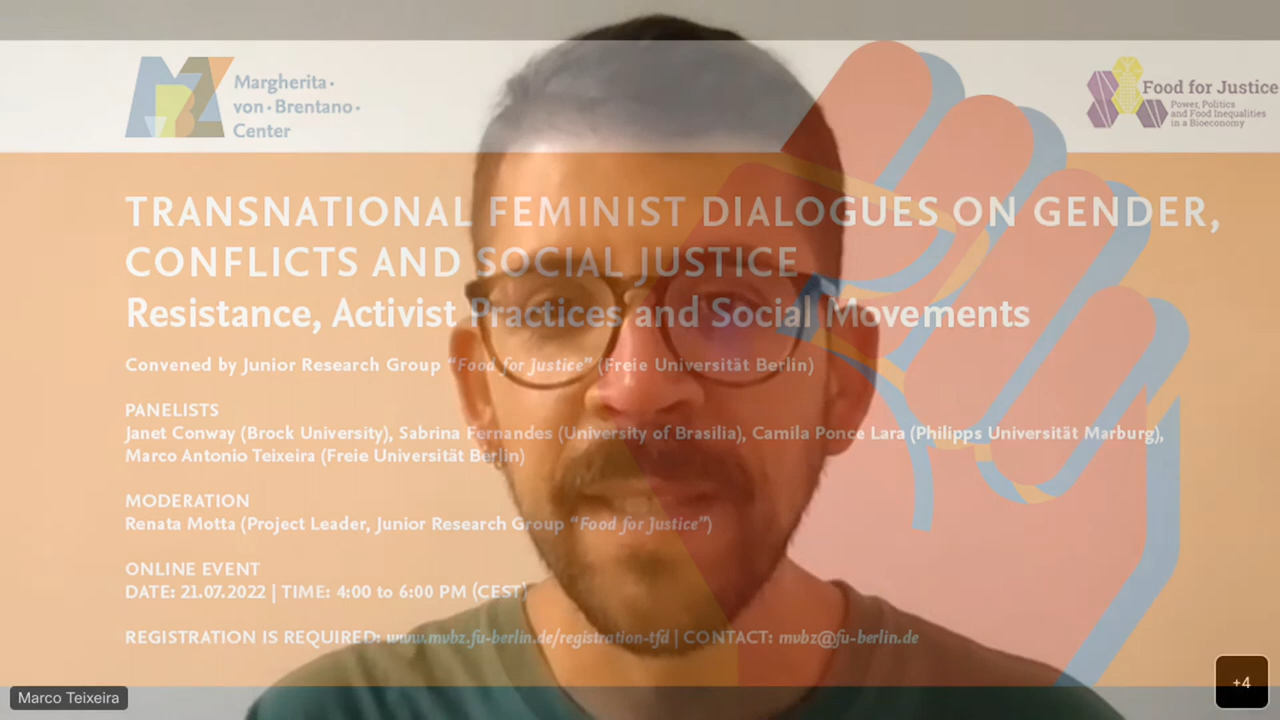 Margherita ·
von · Brentano ·
Center
Food for Justice
Power, Politics
and Food Inequalities
in a Bioeconomy
TRANSNATIONAL FEMINIST DIALOGUES ON GENDER,
CONFLICTS AND SOCIAL JUSTICE
Resistance, Activist Practices and Social Movements
Convened by Junior Research Group “Food for Justice” (Freie Universität Berlin)
PANELISTS
Janet Conway (Brock University), Sabrina Fernandes (University of Brasilia), Camila Ponce Lara (Philipps Universität Marburg),
Marco Antonio Teixeira (Freie Universität Berlin)
MODERATION
Renata Motta (Project Leader, Junior Research Group “Food for Justice”)
ONLINE EVENT
DATE: 21.07.2022 | TIME: 4:00 to 6:00 PM (CEST)
REGISTRATION IS REQUIRED: www.mvbz.fu-berlin.de/registration-tfd | CONTACT: mvbz@fu-berlin.de
Marco Teixeira
+4